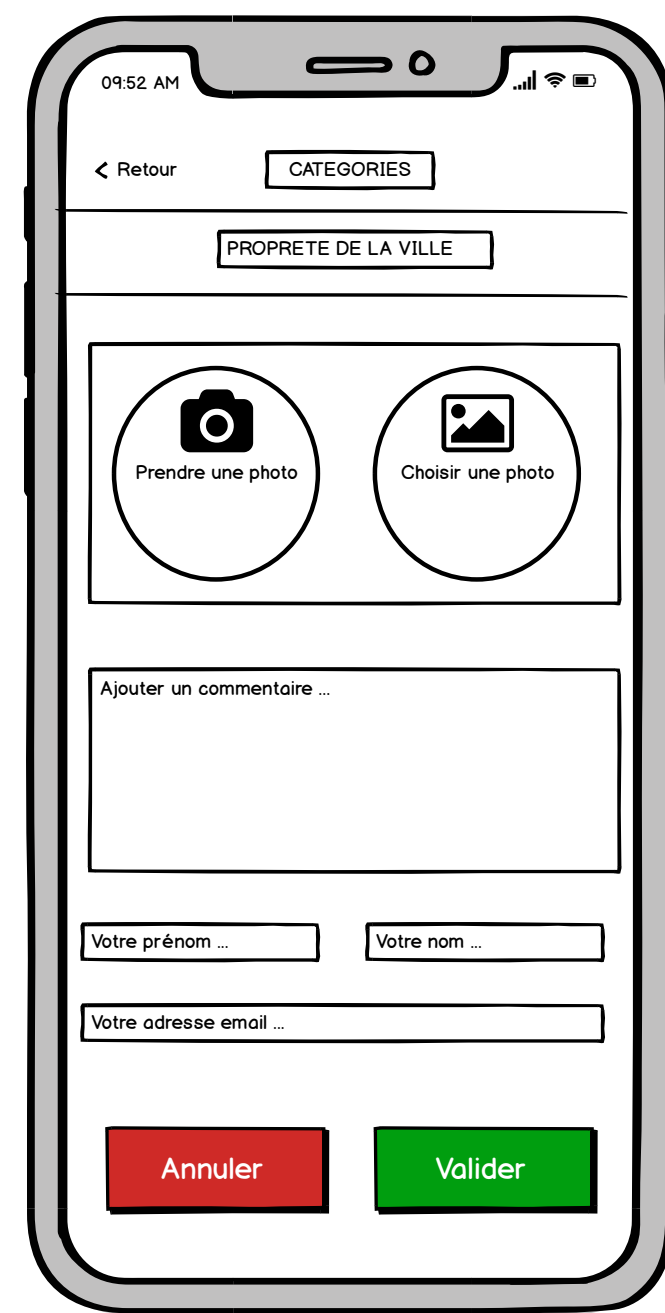 09:52 AM
Retour
CATEGORIES
PROPRETE DE LA VILLE
Prendre une photo
Choisir une photo
Ajouter un commentaire ...
Votre prénom ...
Votre nom ...
Votre adresse email ...
Annuler
Valider